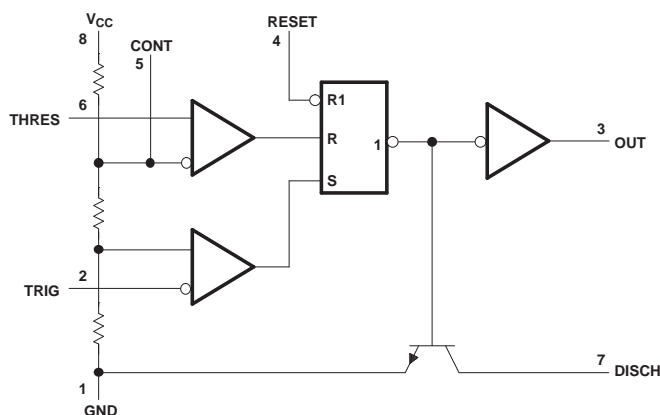 VCC
8
CONT
5
RESET
4
6
THRES
R1
R
1
S
3
OUT
2
TRIG
7
DISCH
1
GND